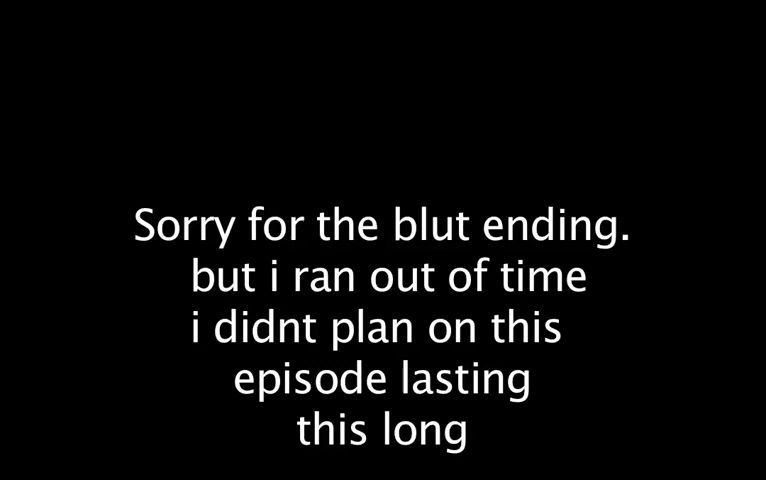 Sorry for the blut ending.
but i ran out of time
i didnt plan on this
episode lasting
this long